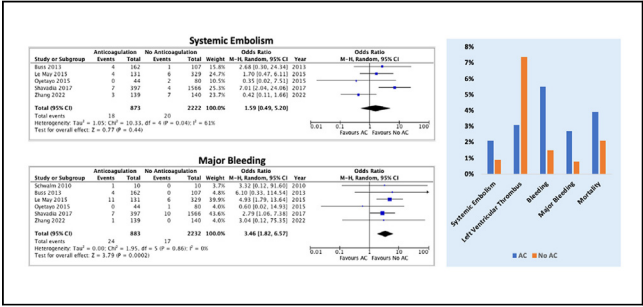 Systemic Embolism
Anticoagulation No Anticoagulation Odds Ratio Odds Ratio
Study or Subgroup Events Total Events Total Weight M-H, Random, 95% CI Year M-H, Random, 95% CI
Buss 2013 4 162 1 107 15.8% 2.68 [0.30, 24.34] 2013
Le May 2015 4 131 6 329 24.7% 1.70 [0.47, 6.11] 2015
Oyetayo 2015 0 44 2 80 10.5% 0.35 [0.02, 7.51] 2015
Shavadia 2017 7 397 4 1566 25.3% 7.01 [2.04, 24.06] 2017
Zhang 2022 3 139 7 140 23.7% 0.42 [0.11, 1.66] 2022
Total (95% CI) 873 2222 100.0% 1.59 [0.49, 5.20]
Total events 18 20
Heterogeneity: Tau² = 1.05; Chi² = 10.33, df = 4 (P = 0.04); I² = 61%
Test for overall effect: Z = 0.77 (P = 0.44)
0.01 0.1 1 10 100
Favours AC Favours No AC
Major Bleeding
Anticoagulation No Anticoagulation Odds Ratio Odds Ratio
Study or Subgroup Events Total Events Total Weight M-H, Random, 95% CI Year M-H, Random, 95% CI
Schwalm 2010 1 10 0 10 3.7% 3.32 [0.12, 91.60] 2010
Buss 2013 4 162 0 107 4.8% 6.10 [0.33, 114.54] 2013
Le May 2015 11 131 6 329 39.9% 4.93 [1.79, 13.64] 2015
Oyetayo 2015 0 44 1 80 4.0% 0.60 [0.02, 14.93] 2015
Shavadia 2017 7 397 10 1566 43.1% 2.79 [1.06, 7.38] 2017
Zhang 2022 1 139 0 140 4.1% 3.04 [0.12, 75.35] 2022
Total (95% CI) 883 2232 100.0% 3.46 [1.82, 6.57]
Total events 24 17
Heterogeneity: Tau² = 0.00; Chi² = 1.95, df = 5 (P = 0.86); I² = 0%
Test for overall effect: Z = 3.79 (P = 0.0002)
0.01 0.1 1 10 100
Favours AC Favours No AC
8%
7%
6%
5%
4%
3%
2%
1%
0%
Systemic Embolism
Left Ventricular Thrombus
Bleeding
Major Bleeding
Mortality
AC No AC